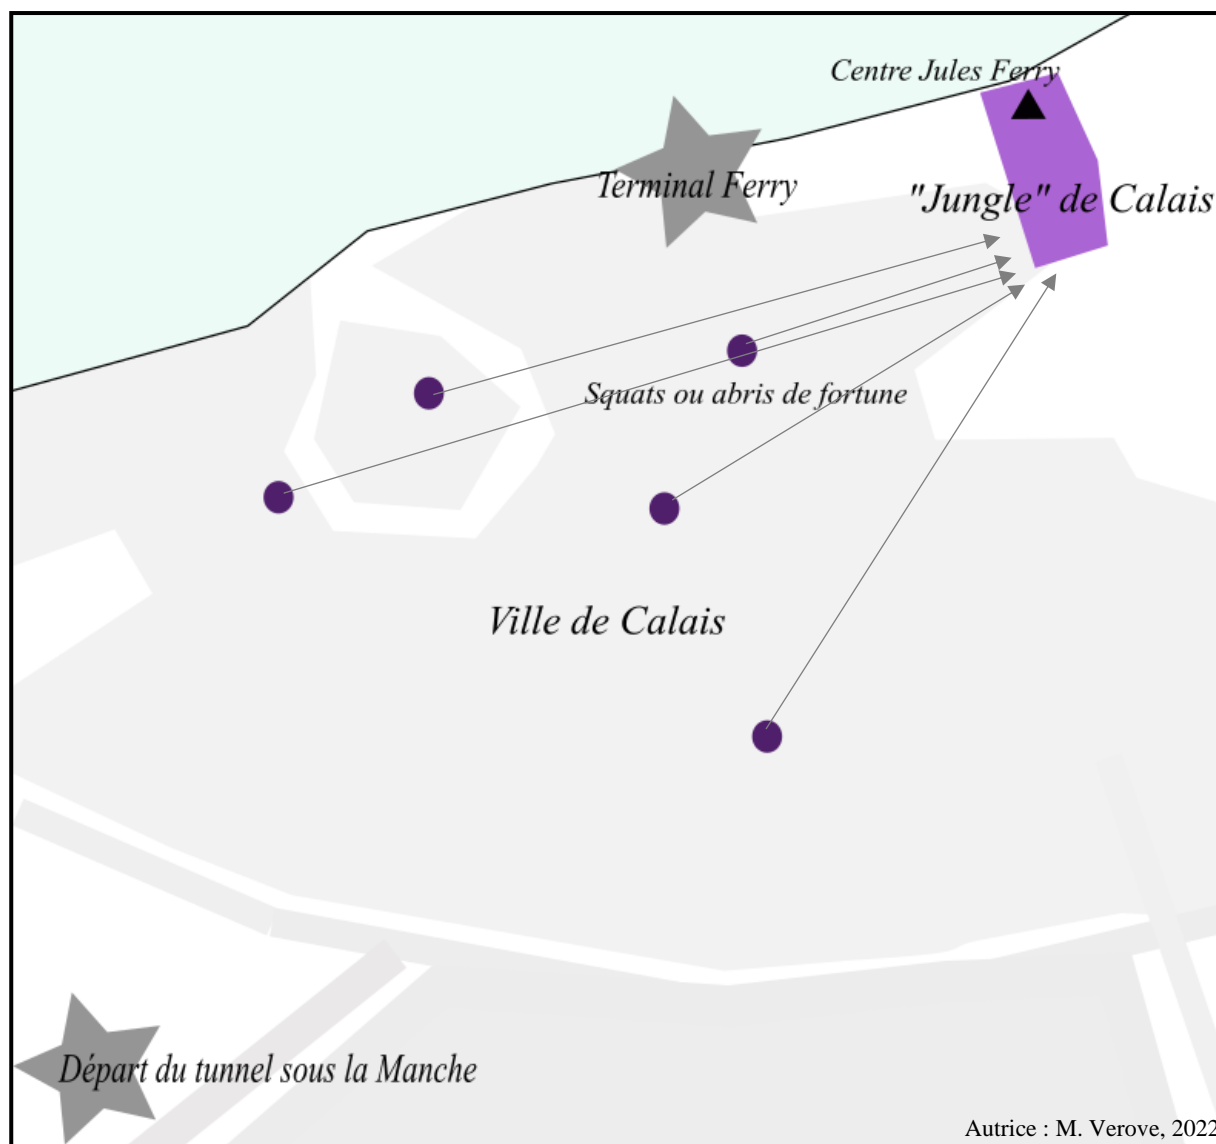 Centre Jules Ferry
Terminal Ferry
"Jungle" de Calais
Squats ou abris de fortune
Ville de Calais
Départ du tunnel sous la Manche
Autrice : M. Verove, 2022